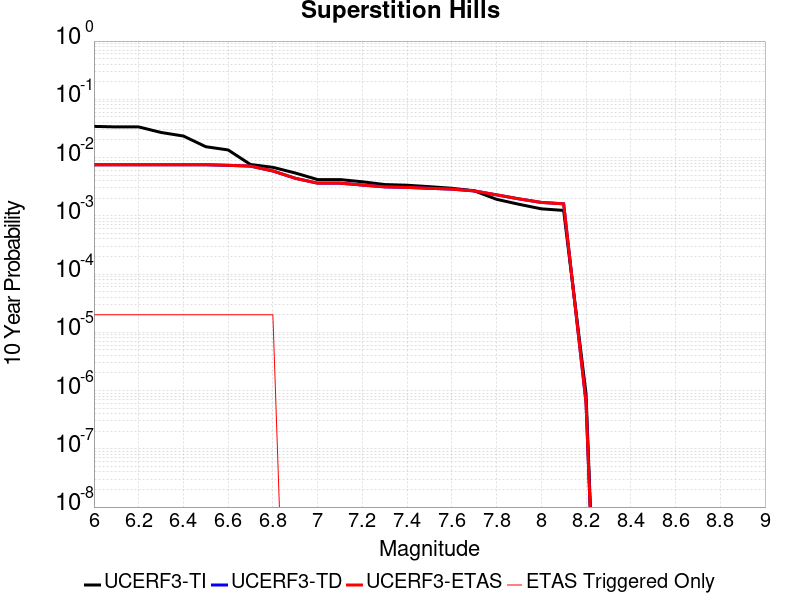 Superstition Hills
10^0
10^-1
10^-2
10^-3
10^-4
10^-5
10^-6
10^-7
10^-8
10 Year Probability
6 6.2 6.4 6.6 6.8 7 7.2 7.4 7.6 7.8 8 8.2 8.4 8.6 8.8 9
Magnitude
UCERF3-TI UCERF3-TD UCERF3-ETAS ETAS Triggered Only